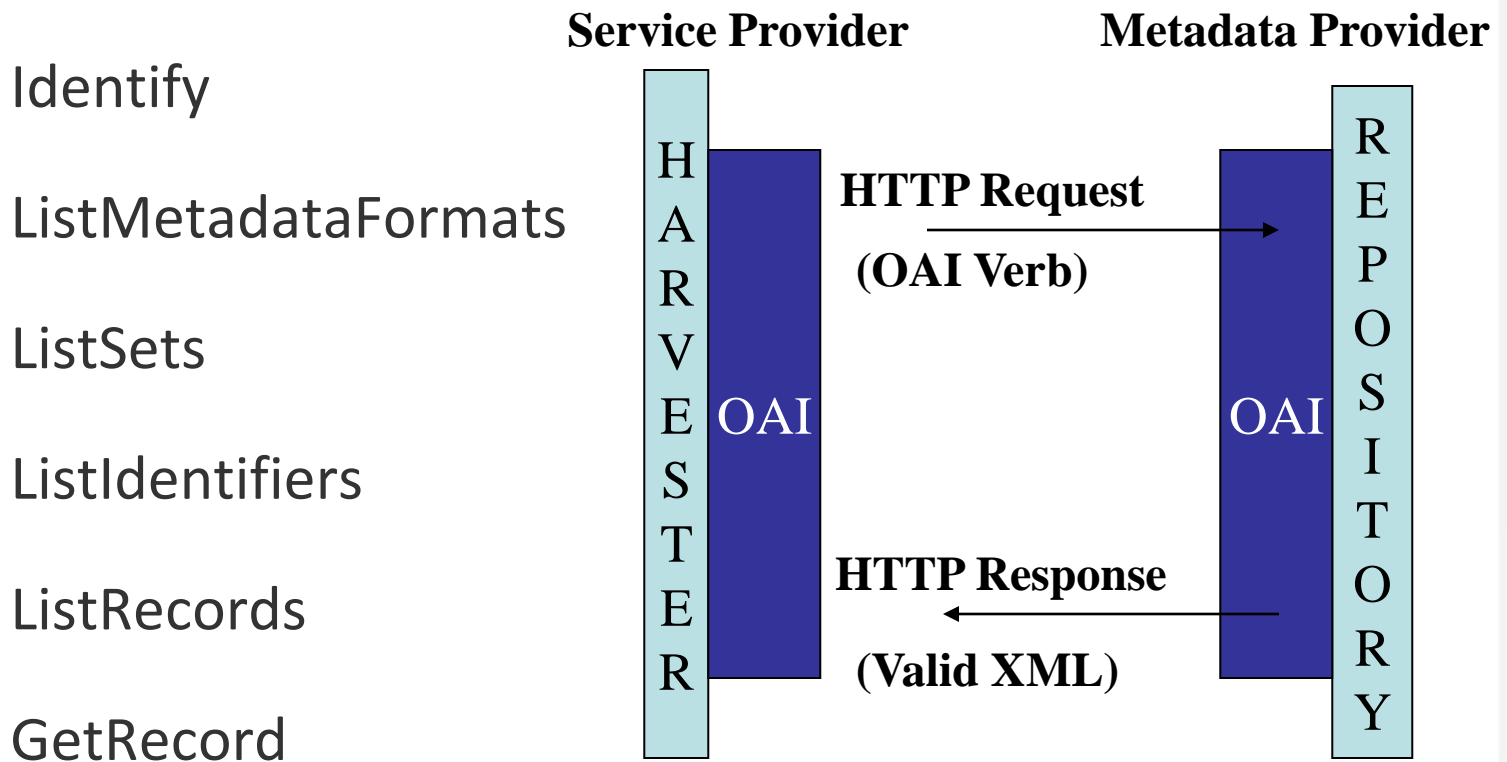 Identify
ListMetadataFormats
ListSets
ListIdentifiers
ListRecords
GetRecord
Service Provider
Metadata Provider
HARVESTER
OAI
HTTP Request
(OAI Verb)
HTTP Response
(Valid XML)
OAI
REPOSITORY